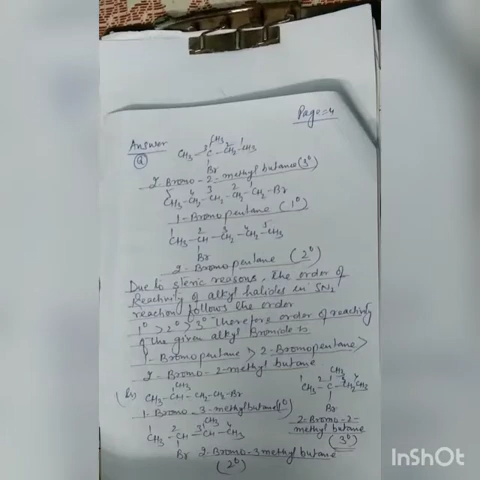 Page=4
Answer
(a)
CH3
CH3-C-CH2-CH3
Br
2-Bromo-2-methyl butane (3°)
CH3-CH2-CH2-CH2-CH2-Br
1-Bromopentane (1°)
CH3-CH-CH2-CH2-CH3
Br
2-Bromopentane (2°)
Due to steric reasons, the order of
Reactivity of alkyl halides in SN2
reaction follows the order
1° > 2° > 3° Therefore order of reactivity
of the given alkyl Bromide is
1-Bromopentane > 2-Bromopentane >
2-Bromo-2-methyl butane
(b)
CH3
CH3-CH-CH2-CH2-Br
1-Bromo-3-methylbutane (1°)
CH3
CH3-C-CH2CH3
Br
2-Bromo-2-
methyl butane
(3°)
CH3
CH3-CH-CH-CH3
Br 2-Bromo-3-methyl butane
(2°)
InShOt